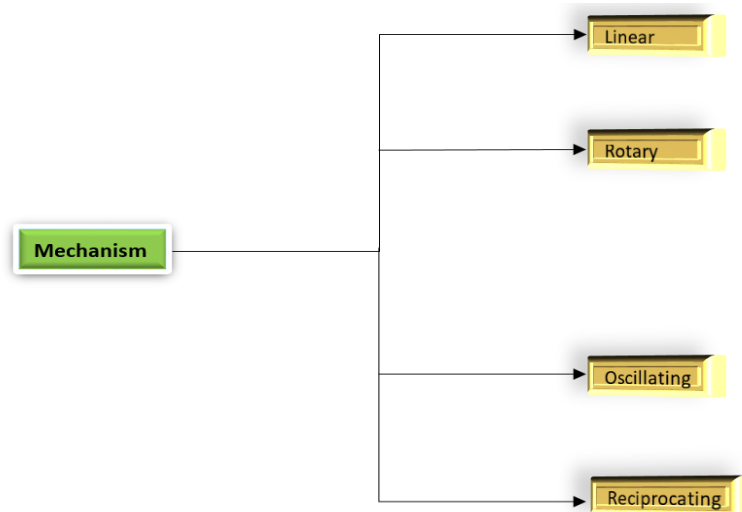 Linear
Rotary
Mechanism
Oscillating
Reciprocating